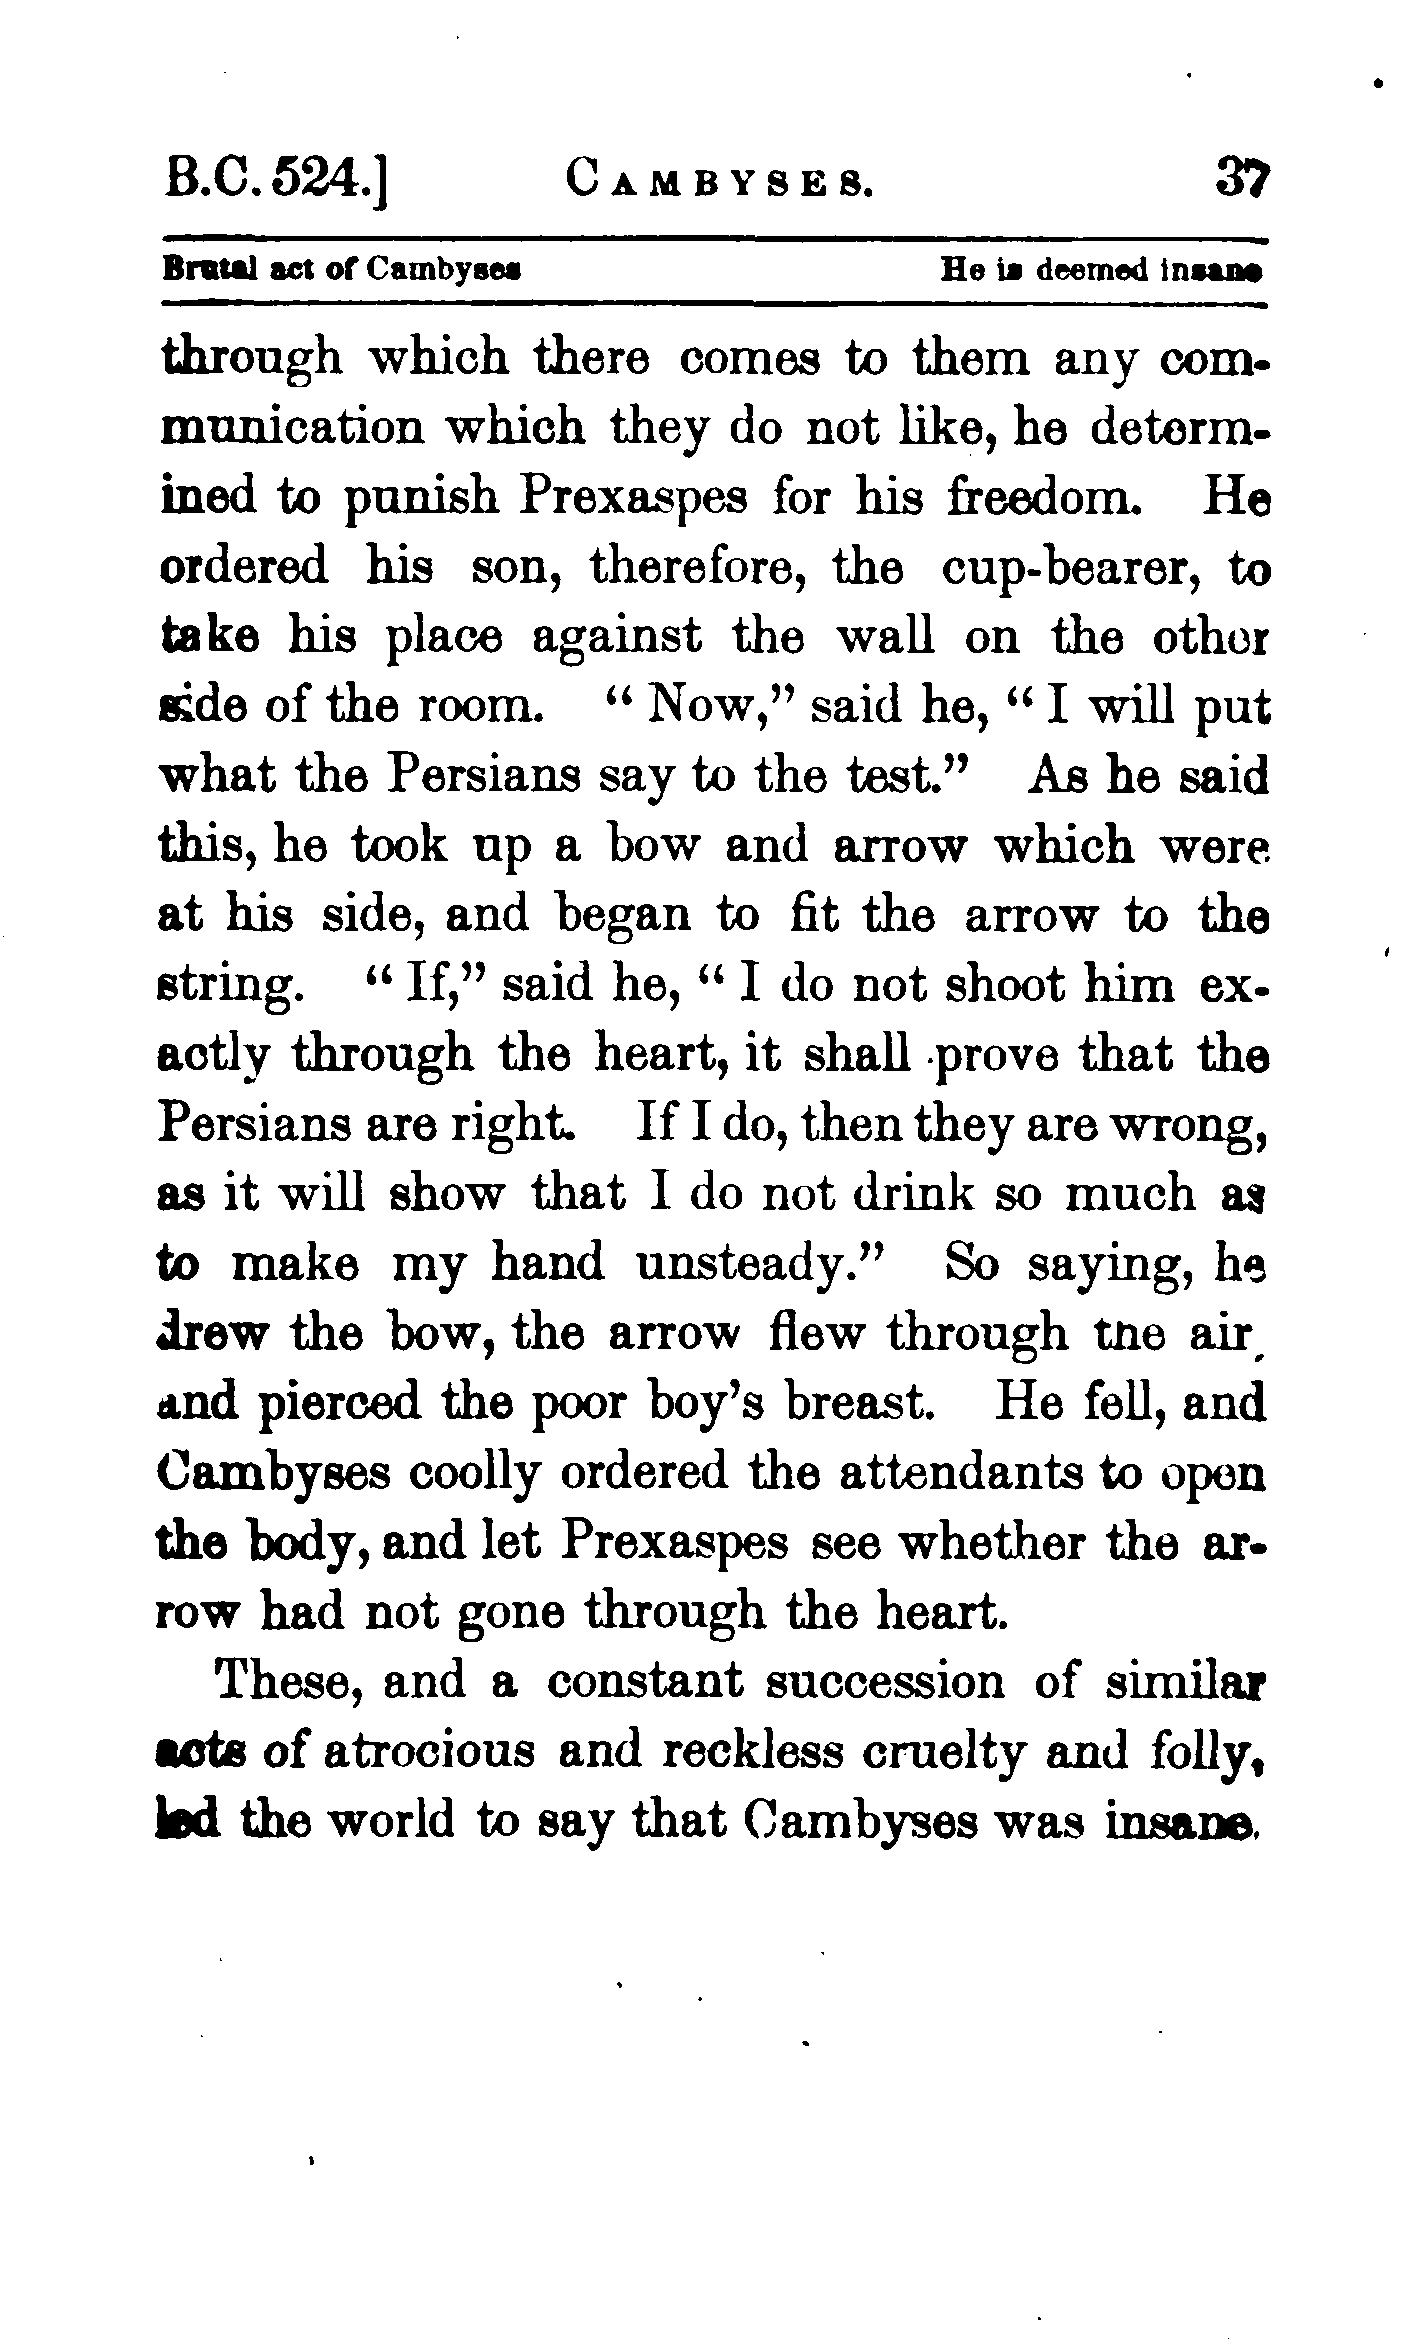 B.C. 524.] CAMBYSES. 37
Brutal act of Cambyses He is deemed insane
through which there comes to them any com-
munication which they do not like, he determ-
ined to punish Prexaspes for his freedom. He
ordered his son, therefore, the cup-bearer, to
take his place against the wall on the other
side of the room. “ Now,” said he, “ I will put
what the Persians say to the test.” As he said
this, he took up a bow and arrow which were
at his side, and began to fit the arrow to the
string. “ If,” said he, “ I do not shoot him ex-
actly through the heart, it shall prove that the
Persians are right. If I do, then they are wrong,
as it will show that I do not drink so much as
to make my hand unsteady.” So saying, he
drew the bow, the arrow flew through the air,
and pierced the poor boy’s breast. He fell, and
Cambyses coolly ordered the attendants to open
the body, and let Prexaspes see whether the ar-
row had not gone through the heart.
These, and a constant succession of similar
acts of atrocious and reckless cruelty and folly,
led the world to say that Cambyses was insane.